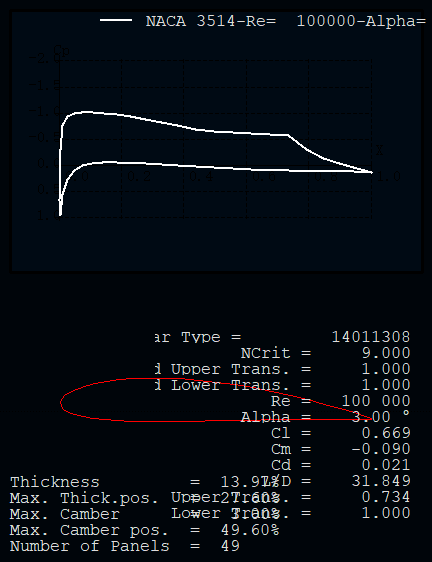 NACA 3514-Re= 100000-Alpha=
Cp
X
ar Type = 14011308
NCrit = 9.000
d Upper Trans. = 1.000
d Lower Trans. = 1.000
Re = 100 000
Alpha = 3.00 °
Cl = 0.669
Cm = -0.090
Cd = 0.021
L/D = 31.849
Upper Trans. = 0.734
Lower Trans. = 1.000
Thickness = 13.97%
Max. Thick.pos. = 27.60%
Max. Camber = 3.00%
Max. Camber pos. = 49.60%
Number of Panels = 49